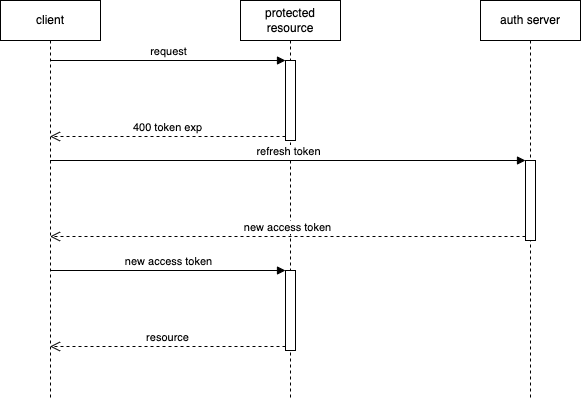 client
protected
resource
auth server
request
400 token exp
refresh token
new access token
new access token
resource